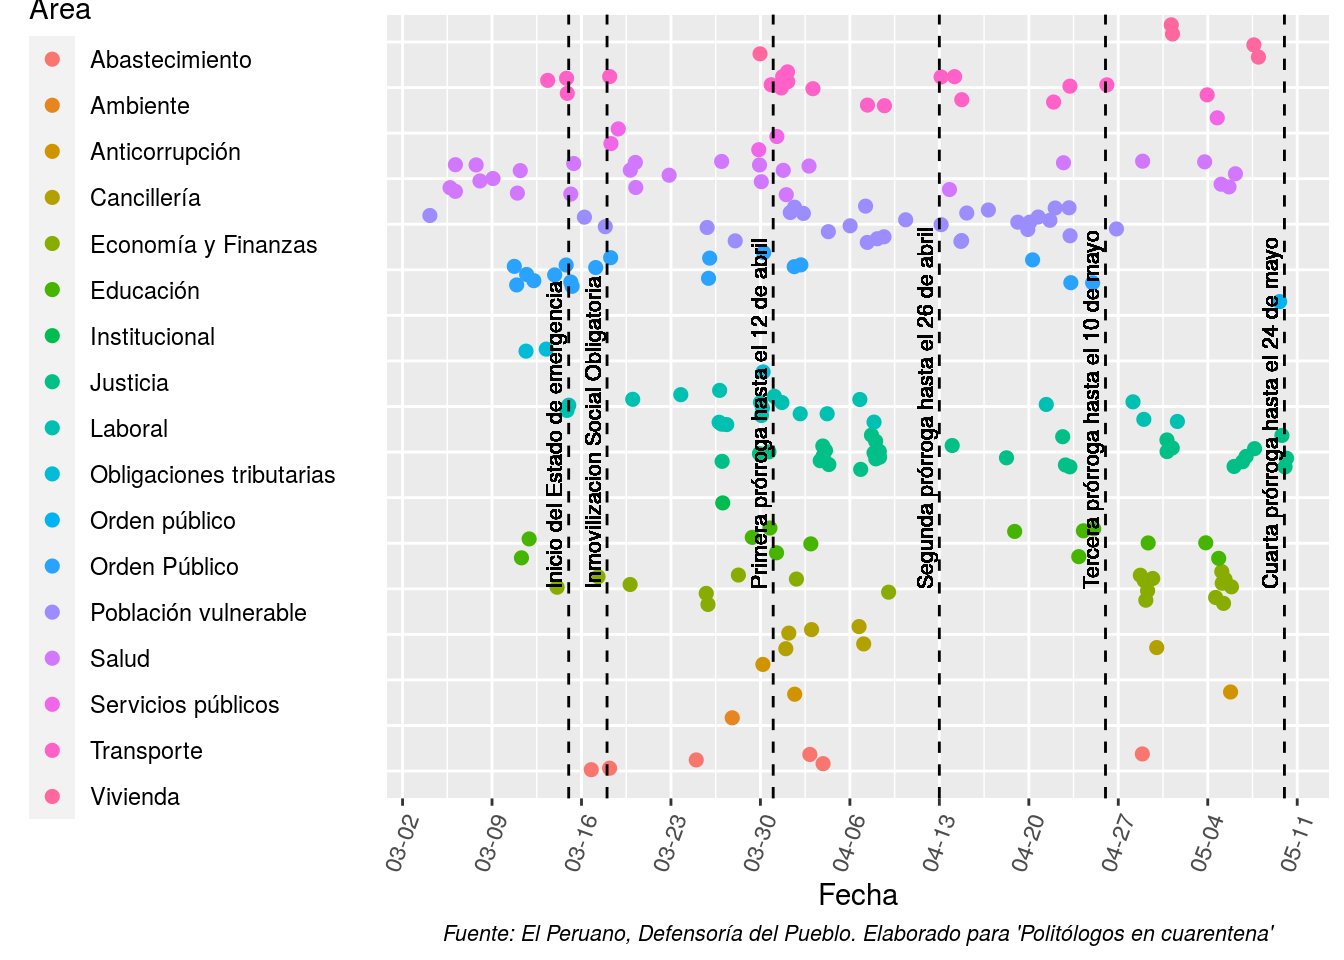 Área
Abastecimiento
Ambiente
Anticorrupción
Cancillería
Economía y Finanzas
Educación
Institucional
Justicia
Laboral
Obligaciones tributarias
Orden público
Orden Público
Población vulnerable
Salud
Servicios públicos
Transporte
Vivienda
Inicio del Estado de emergencia
Inmovilizacion Social Obligatoria
Primera prórroga hasta el 12 de abril
Segunda prórroga hasta el 26 de abril
Tercera prórroga hasta el 10 de mayo
Cuarta prórroga hasta el 24 de mayo
03-02
03-09
03-16
03-23
03-30
04-06
04-13
04-20
04-27
05-04
05-11
Fecha
Fuente: El Peruano, Defensoría del Pueblo. Elaborado para 'Politólogos en cuarentena'